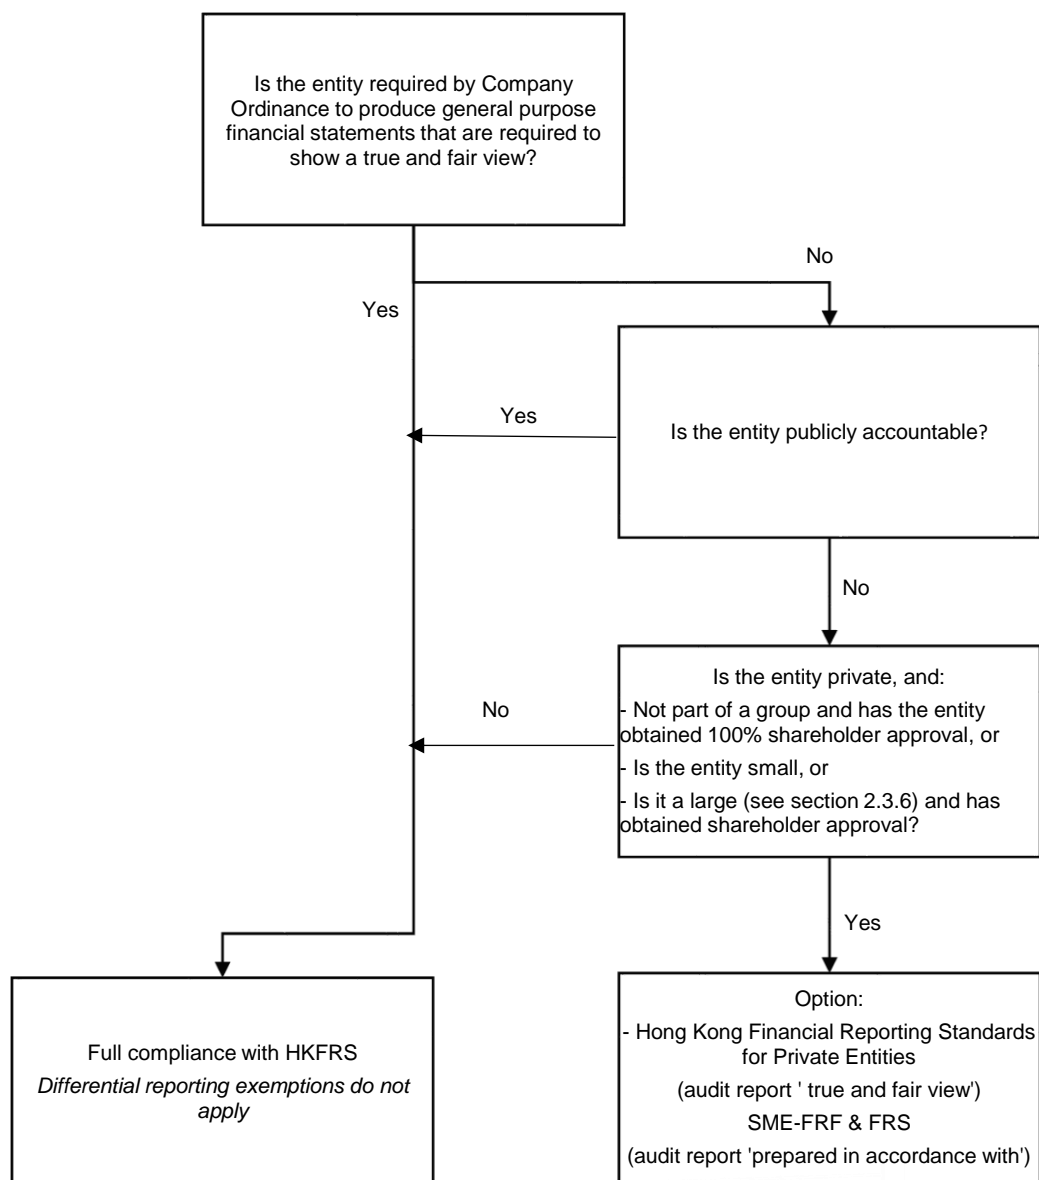 Is the entity required by Company
Ordinance to produce general purpose
financial statements that are required to
show a true and fair view?
No
Yes
Yes
Is the entity publicly accountable?
No
Is the entity private, and:
No
- Not part of a group and has the entity
obtained 100% shareholder approval, or
- Is the entity small, or
- Is it a large (see section 2.3.6) and has
obtained shareholder approval?
Yes
Option:
- Hong Kong Financial Reporting Standards
for Private Entities
(audit report ' true and fair view')
SME-FRF & FRS
(audit report 'prepared in accordance with')
Full compliance with HKFRS
Differential reporting exemptions do not
apply